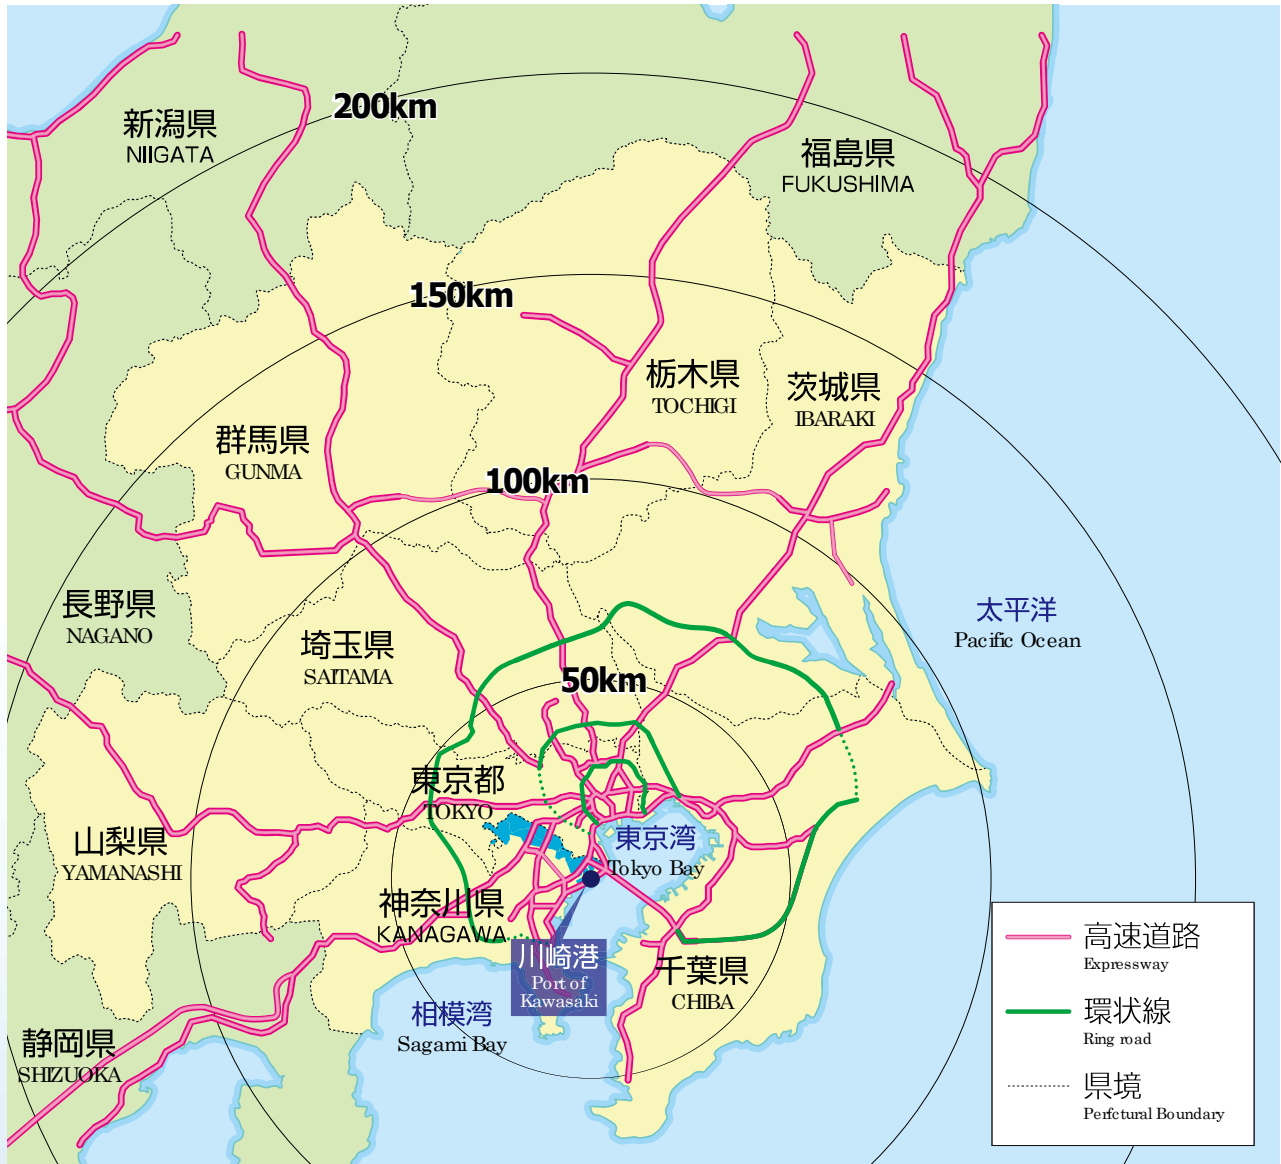 200km
新潟県
NIIGATA
福島県
FUKUSHIMA
150km
栃木県
TOCHIGI
茨城県
IBARAKI
群馬県
GUNMA
100km
長野県
NAGANO
太平洋
Pacific Ocean
埼玉県
SAITAMA
50km
東京都
TOKYO
山梨県
YAMANASHI
東京湾
Tokyo Bay
神奈川県
KANAGAWA
川崎港
Port of
Kawasaki
千葉県
CHIBA
相模湾
Sagami Bay
静岡県
SHIZUOKA
高速道路
Expressway
環状線
Ring road
県境
Perfctural Boundary